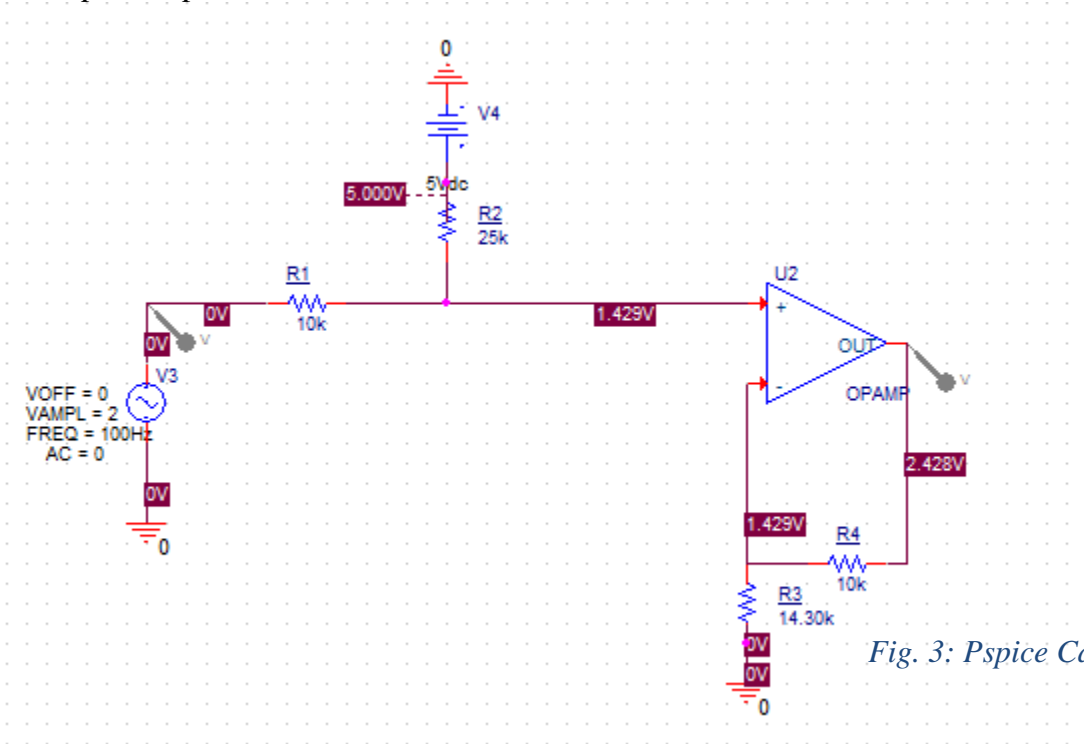 0
V4
5Vdc
5.000V
R2
25k
R1
10k
0V
1.429V
U2
+
-
OUT
OPAMP
V
0V
V
V3
VOFF = 0
VAMPL = 2
FREQ = 100Hz
AC = 0
0V
0
2.428V
1.429V
R4
10k
R3
14.30k
0V
0V
0
Fig. 3: Pspice